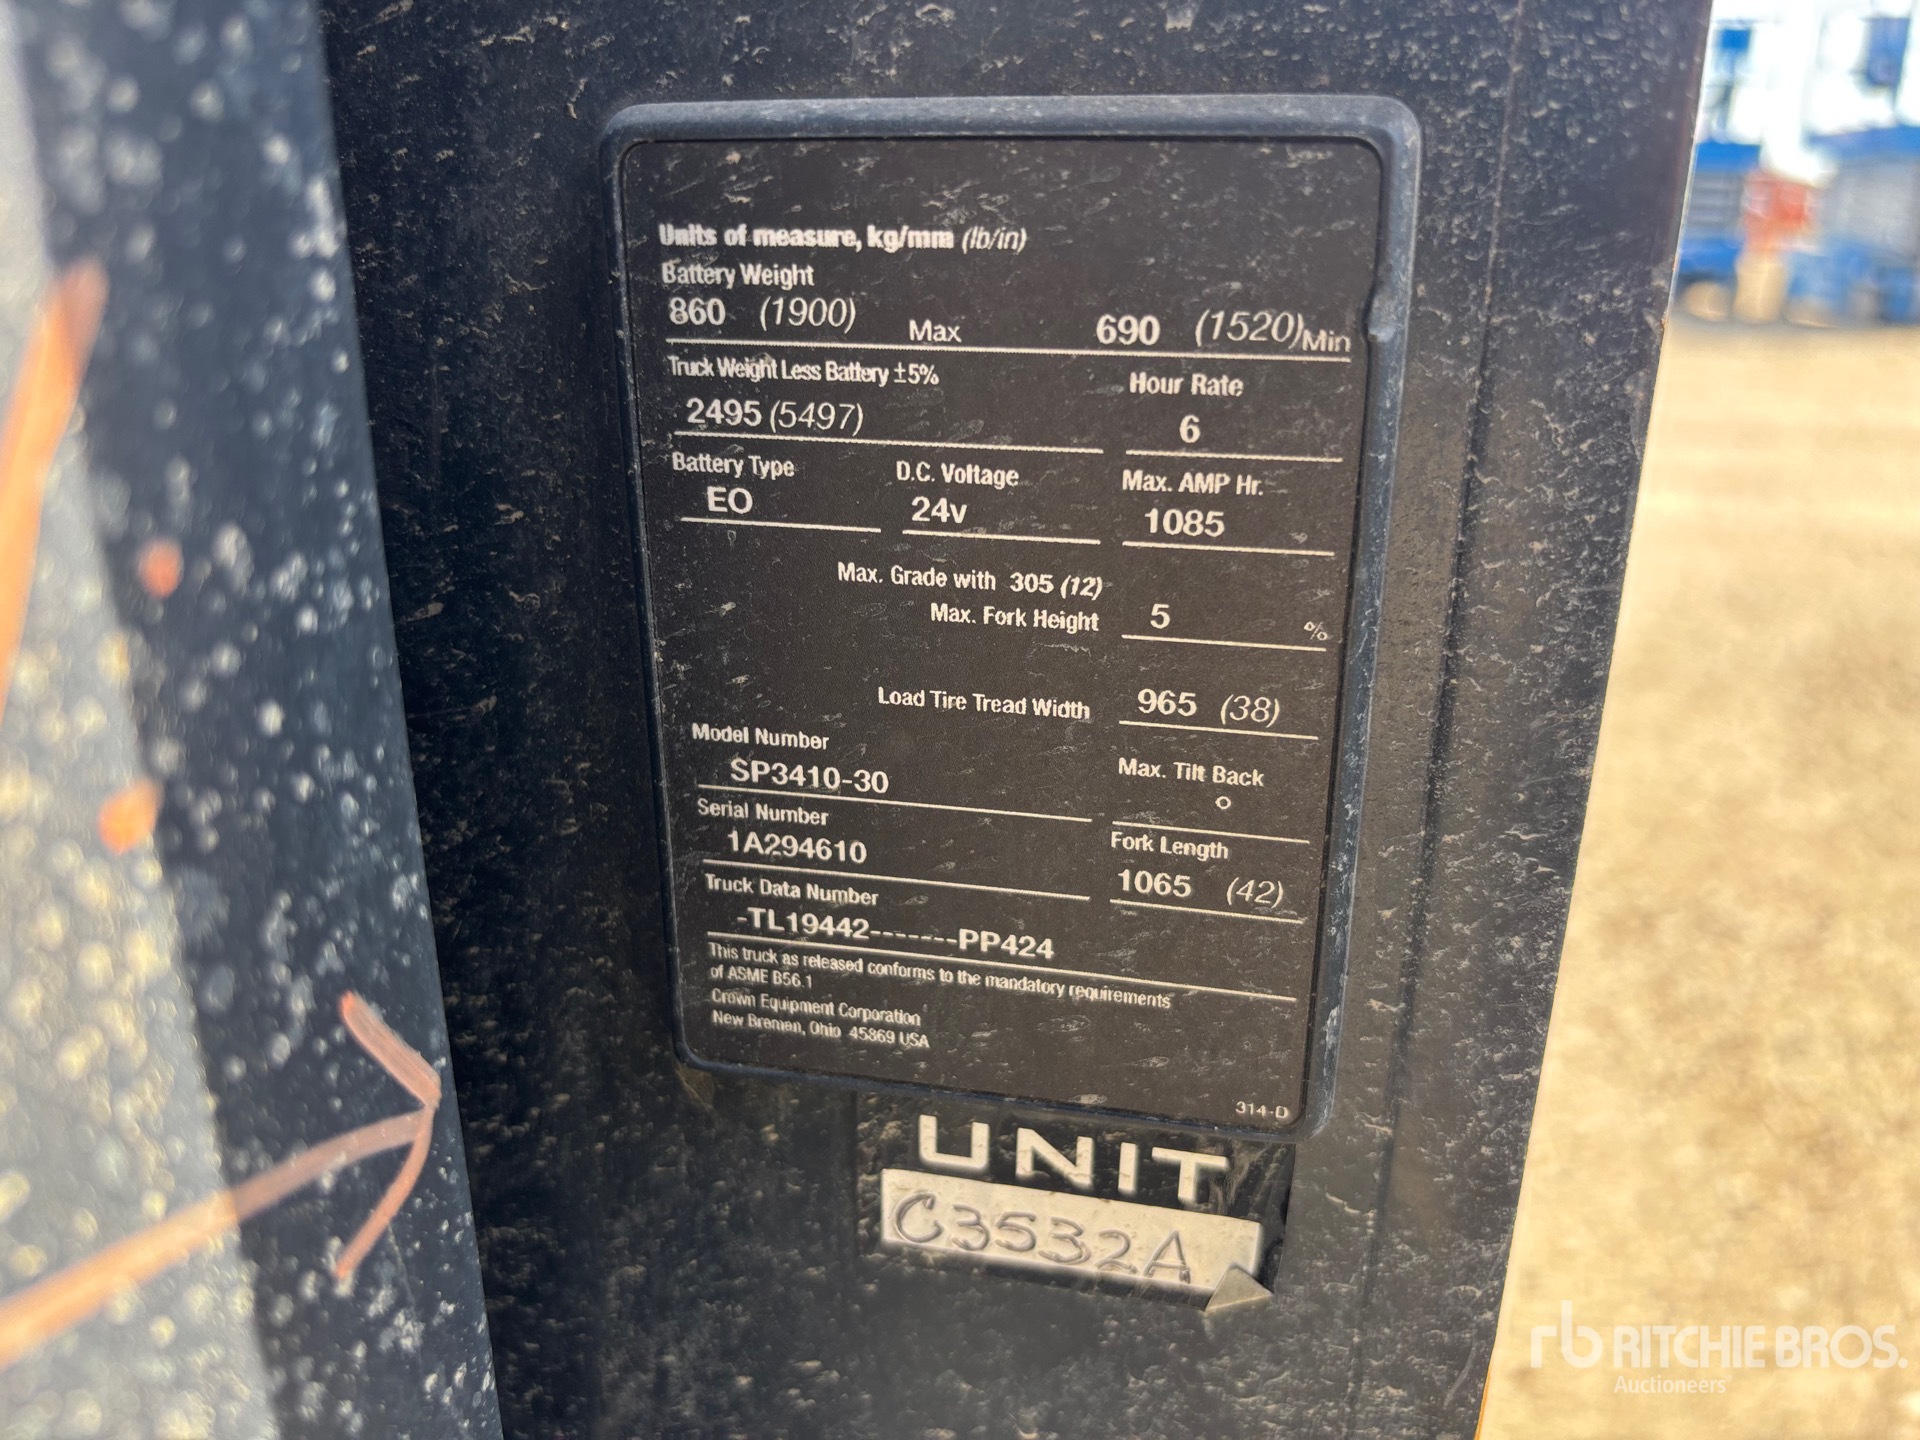 Units of measure, kg/mm (lb/in)
Battery Weight
860 (1900) Max 690 (1520) Min
Truck Weight Less Battery ±5% Hour Rate
2495 (5497) 6
Battery Type D.C. Voltage Max. AMP Hr.
EO 24v 1085
Max. Grade with 305 (12)
Max. Fork Height 5 %
Load Tire Tread Width 965 (38)
Model Number Max. Tilt Back
SP3410-30 °
Serial Number Fork Length
1A294610 1065 (42)
Truck Data Number
-TL19442-------PP424
This truck as released conforms to the mandatory requirements
of ASME B56.1
Crown Equipment Corporation
New Bremen, Ohio 45869 USA
314-D
UNIT
C3532A
rb RITCHIE BROS.
Auctioneers